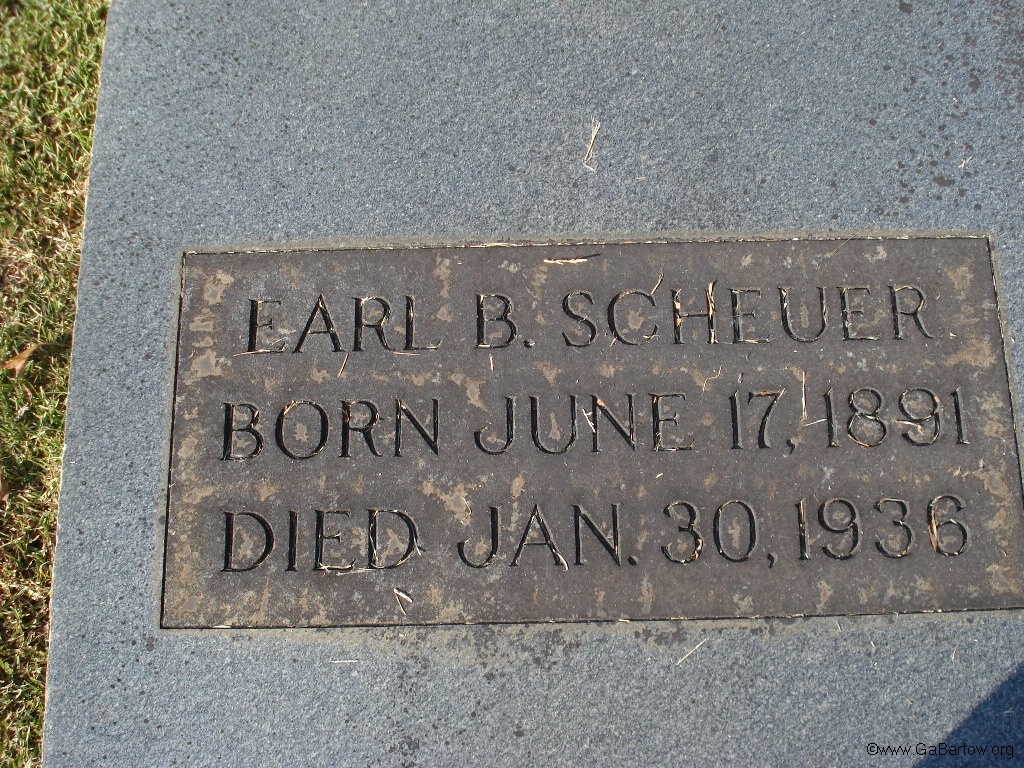 EARL B. SCHEUER
BORN JUNE 17, 1891
DIED JAN. 30, 1936
©www.GaBartow.org